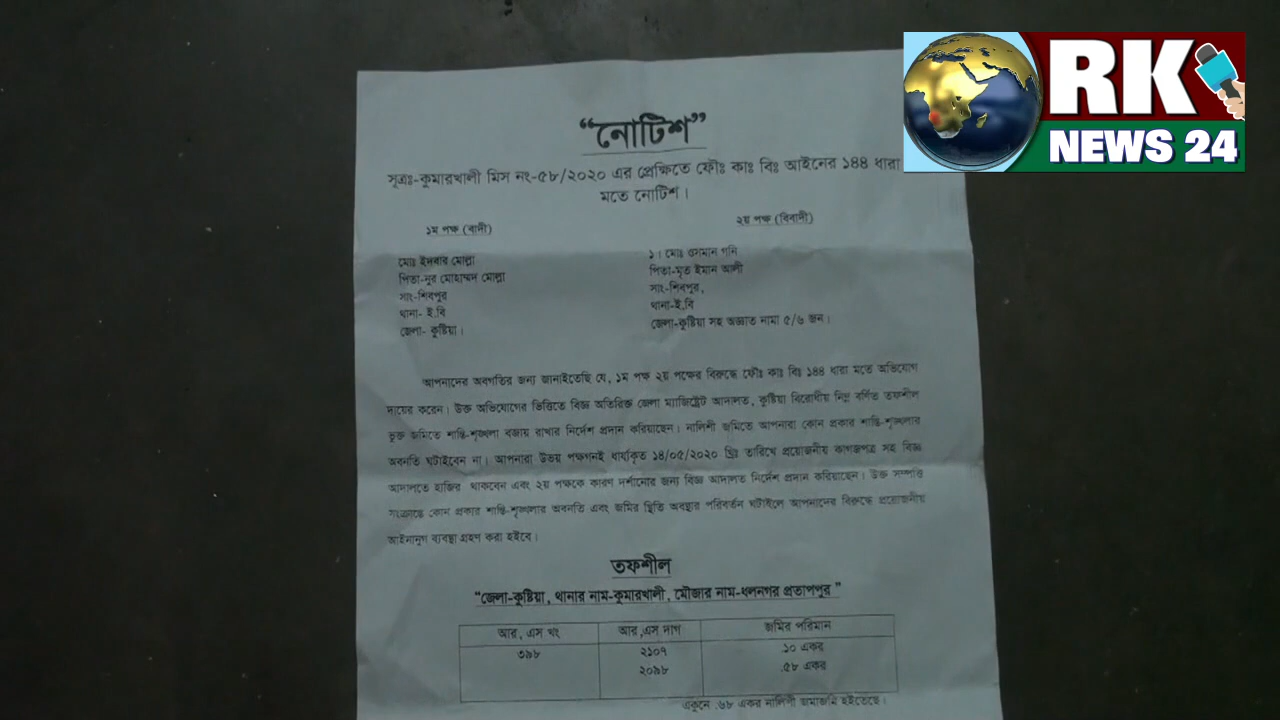 RK
NEWS 24
“নোটিশ”
সূত্রঃ-কুমারখালী মিস নং-৫৮/২০২০ এর প্রেক্ষিতে ফৌঃ কাঃ বিঃ আইনের ১৪৪ ধারা
মতে নোটিশ।
১ম পক্ষ (বাদী)
২য় পক্ষ (বিবাদী)
মোঃ ইদবার মোল্লা
পিতা-নুর মোহাম্মদ মোল্লা
সাং-শিবপুর
থানা- ই.বি
জেলা- কুষ্টিয়া।
১। মোঃ ওসমান গনি
পিতা-মৃত ইমান আলী
সাং-শিবপুর,
থানা-ই.বি
জেলা-কুষ্টিয়া সহ অজ্ঞাত নামা ৫/৬ জন।
আপনাদের অবগতির জন্য জানাইতেছি যে, ১ম পক্ষ ২য় পক্ষের বিরুদ্ধে ফৌঃ কাঃ বিঃ ১৪৪ ধারা মতে অভিযোগ
দায়ের করেন। উক্ত অভিযোগের ভিত্তিতে বিজ্ঞ অতিরিক্ত জেলা ম্যাজিষ্ট্রেট আদালত, কুষ্টিয়া বিরোধীয় নিম্ন বর্ণিত তফশীল
ভুক্ত জমিতে শান্তি-শৃঙ্খলা বজায় রাখার নির্দেশ প্রদান করিয়াছেন। নালিশী জমিতে আপনারা কোন প্রকার শান্তি-শৃঙ্খলার
অবনতি ঘটাইবেন না। আপনারা উভয় পক্ষগনই ধার্য্যকৃত ১৪/০৫/২০২০ খ্রিঃ তারিখে প্রয়োজনীয় কাগজপত্র সহ বিজ্ঞ
আদালতে হাজির থাকবেন এবং ২য় পক্ষকে কারণ দর্শানোর জন্য বিজ্ঞ আদালত নির্দেশ প্রদান করিয়াছেন। উক্ত সম্পত্তি
সংক্রান্তে কোন প্রকার শান্তি-শৃঙ্খলার অবনতি এবং জমির স্থিতি অবস্থার পরিবর্তন ঘটাইলে আপনাদের বিরুদ্ধে প্রয়োজনীয়
আইনানুগ ব্যবস্থা গ্রহণ করা হইবে।
তফশীল
“জেলা-কুষ্টিয়া, থানার নাম-কুমারখালী, মৌজার নাম-ধলনগর প্রতাপপুর”
আর, এস খং
আর,এস দাগ
জমির পরিমান
৩৯৮
২১০৭
.১০ একর
২০৯৮
.৫৮ একর
একুনে .৬৮ একর নালিশী জমাজমি হইতেছে।